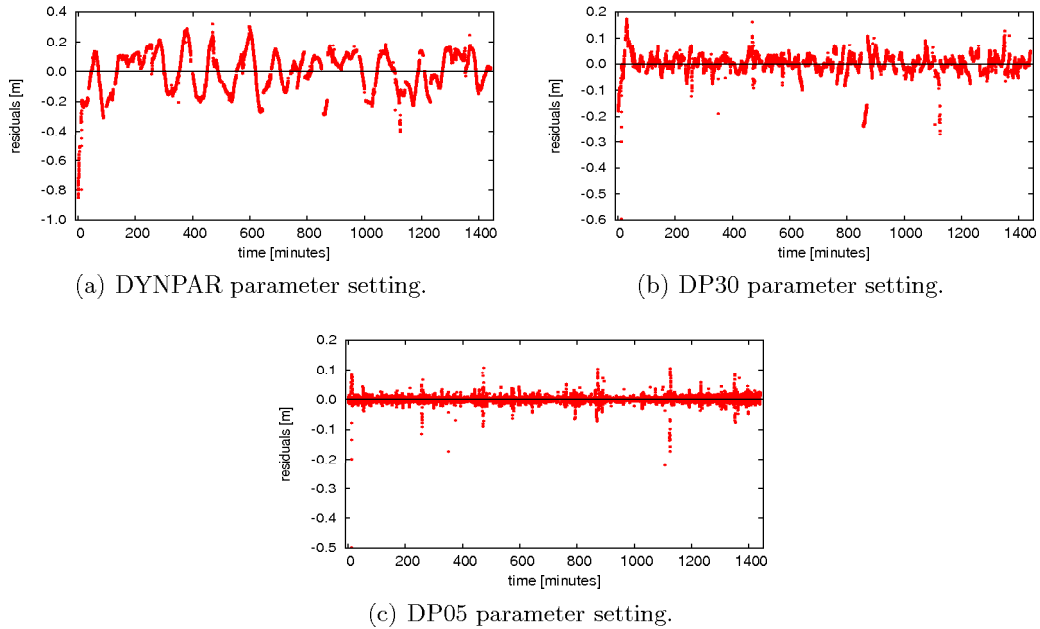 0.4
0.2
0.0
-0.2
-0.4
-0.6
-0.8
-1.0
residuals [m]
0 200 400 600 800 1000 1200 1400
time [minutes]
(a) DYNPAR parameter setting.
0.2
0.1
0.0
-0.1
-0.2
-0.3
-0.4
-0.5
-0.6
residuals [m]
0 200 400 600 800 1000 1200 1400
time [minutes]
(b) DP30 parameter setting.
0.2
0.1
0.0
-0.1
-0.2
-0.3
-0.4
-0.5
residuals [m]
0 200 400 600 800 1000 1200 1400
time [minutes]
(c) DP05 parameter setting.